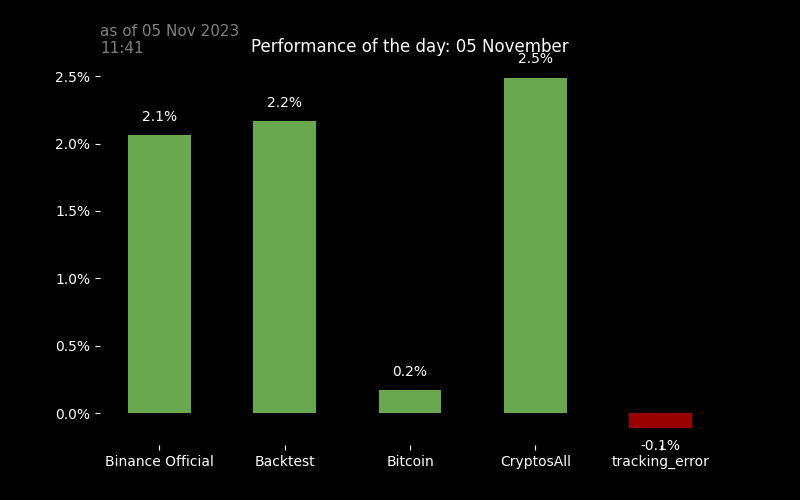 as of 05 Nov 2023
11:41
Performance of the day: 05 November
2.5%
2.0%
1.5%
1.0%
0.5%
0.0%
2.1%
2.2%
0.2%
2.5%
-0.1%
Binance Official
Backtest
Bitcoin
CryptosAll
tracking_error